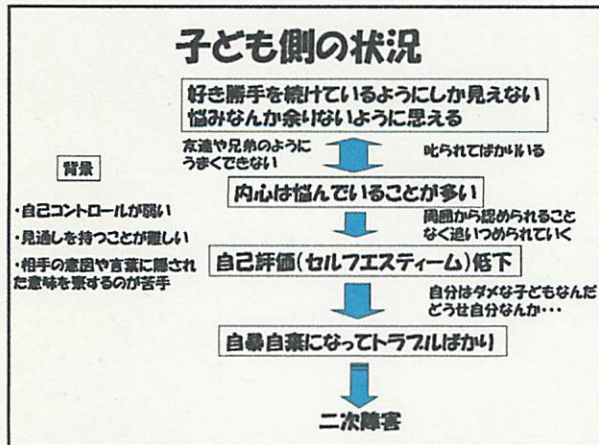 子ども側の状況
好き勝手を続けているようにしか見えない
悩みなんか余りないように思える
友達や兄弟のように
うまくできない
叱られてばかりいる
背景
内心は悩んでいることが多い
・自己コントロールが弱い
・見通しを持つことが難しい
・相手の意図や言葉に隠され
た意味を察するのが苦手
周囲から認められること
なく追いつめられていく
自己評価(セルフエスティーム)低下
自分はダメな子どもなんだ
どうせ自分なんか・・・
自暴自棄になってトラブルばかり
二次障害